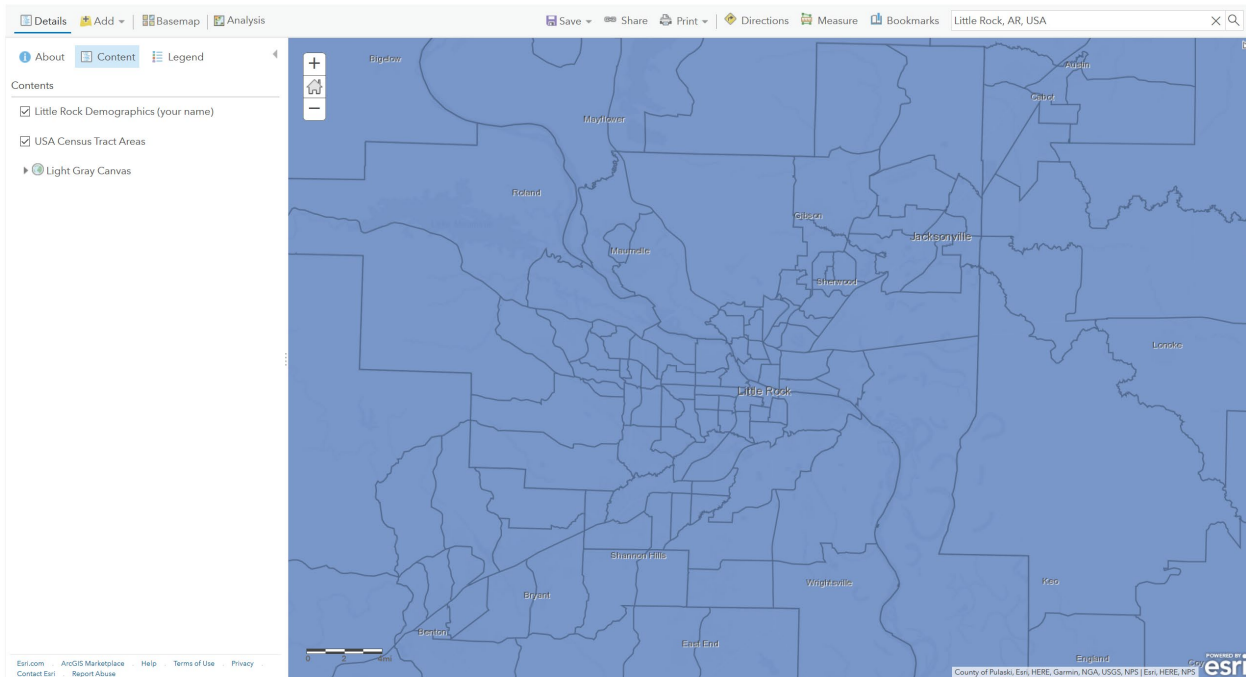 Details Add Basemap Analysis Save Share Print Directions Measure Bookmarks Little Rock, AR, USA
About Content Legend
Contents
Little Rock Demographics (your name)
USA Census Tract Areas
Light Gray Canvas
Bigelow
Austin
Cabot
Mayflower
Roland
Gibson
Jacksonville
Maumelle
Sherwood
Lonoke
Little Rock
Shannon Hills
Wrightsville
Keo
Bryant
Benton
East End
England
0 2 4mi
Esri.com . ArcGIS Marketplace . Help . Terms of Use . Privacy .
Contact Esri . Report Abuse
County of Pulaski, Esri, HERE, Garmin, NGA, USGS, NPS | Esri, HERE, NPS
POWERED BY
esri